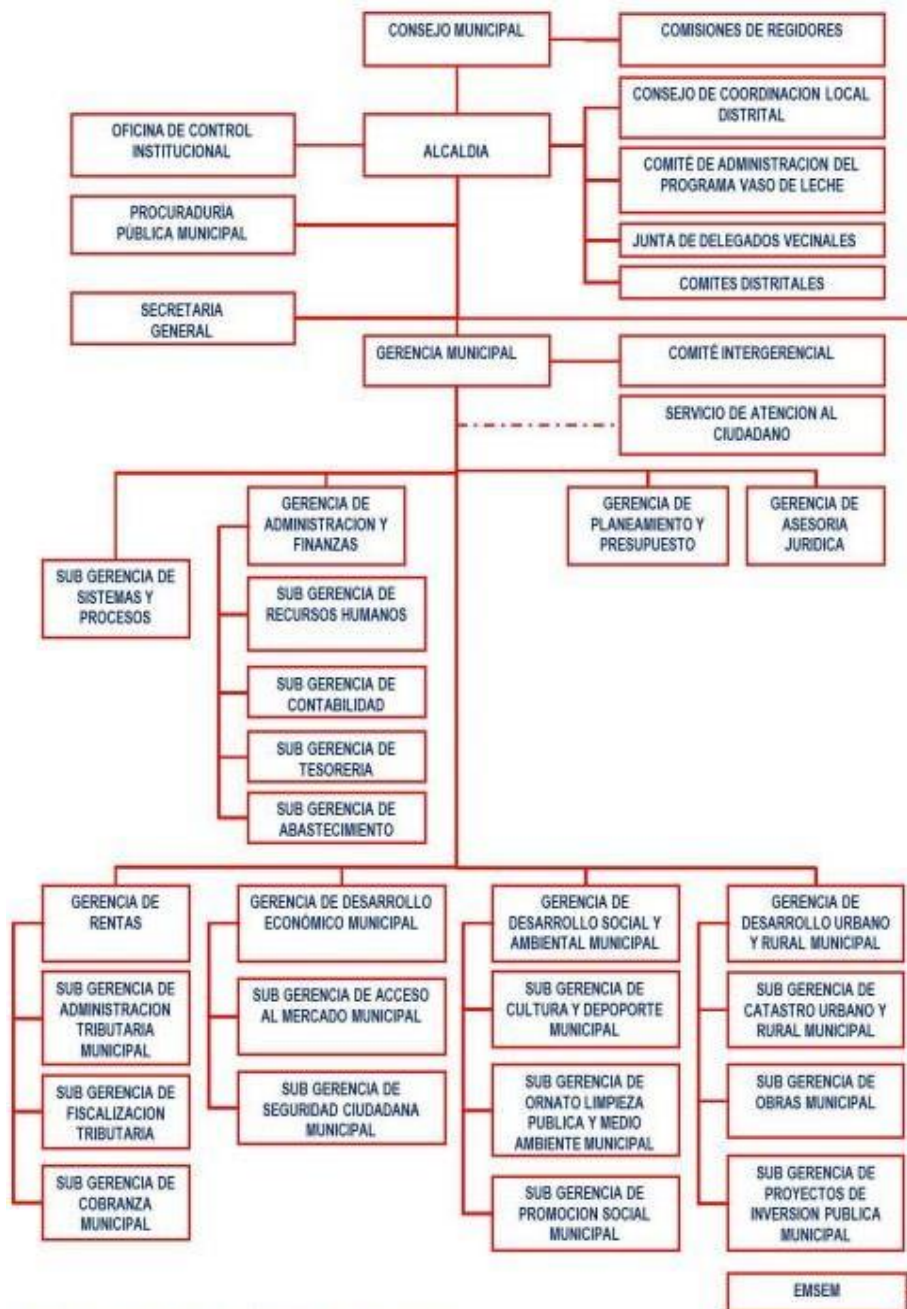 CONSEJO MUNICIPAL
COMISIONES DE REGIDORES
CONSEJO DE COORDINACION LOCAL
DISTRITAL
OFICINA DE CONTROL
INSTITUCIONAL
ALCALDIA
COMITÉ DE ADMINISTRACION DEL
PROGRAMA VASO DE LECHE
PROCURADURÍA
PÚBLICA MUNICIPAL
JUNTA DE DELEGADOS VECINALES
COMITES DISTRITALES
SECRETARIA
GENERAL
GERENCIA MUNICIPAL
COMITÉ INTERGERENCIAL
SERVICIO DE ATENCION AL
CIUDADANO
GERENCIA DE
ADMINISTRACION Y
FINANZAS
GERENCIA DE
PLANEAMIENTO Y
PRESUPUESTO
GERENCIA DE
ASESORIA
JURIDICA
SUB GERENCIA DE
SISTEMAS Y
PROCESOS
SUB GERENCIA DE
RECURSOS HUMANOS
SUB GERENCIA DE
CONTABILIDAD
SUB GERENCIA DE
TESORERIA
SUB GERENCIA DE
ABASTECIMIENTO
GERENCIA DE
RENTAS
GERENCIA DE DESARROLLO
ECONÓMICO MUNICIPAL
GERENCIA DE
DESARROLLO SOCIAL Y
AMBIENTAL MUNICIPAL
GERENCIA DE
DESARROLLO URBANO
Y RURAL MUNICIPAL
SUB GERENCIA DE
ADMINISTRACION
TRIBUTARIA
MUNICIPAL
SUB GERENCIA DE ACCESO
AL MERCADO MUNICIPAL
SUB GERENCIA DE
CULTURA Y DEPOPORTE
MUNICIPAL
SUB GERENCIA DE
CATASTRO URBANO Y
RURAL MUNICIPAL
SUB GERENCIA DE
FISCALIZACION
TRIBUTARIA
SUB GERENCIA DE
SEGURIDAD CIUDADANA
MUNICIPAL
SUB GERENCIA DE
ORNATO LIMPIEZA
PUBLICA Y MEDIO
AMBIENTE MUNICIPAL
SUB GERENCIA DE
OBRAS MUNICIPAL
SUB GERENCIA DE
COBRANZA
MUNICIPAL
SUB GERENCIA DE
PROMOCION SOCIAL
MUNICIPAL
SUB GERENCIA DE
PROYECTOS DE
INVERSION PUBLICA
MUNICIPAL
EMSEM